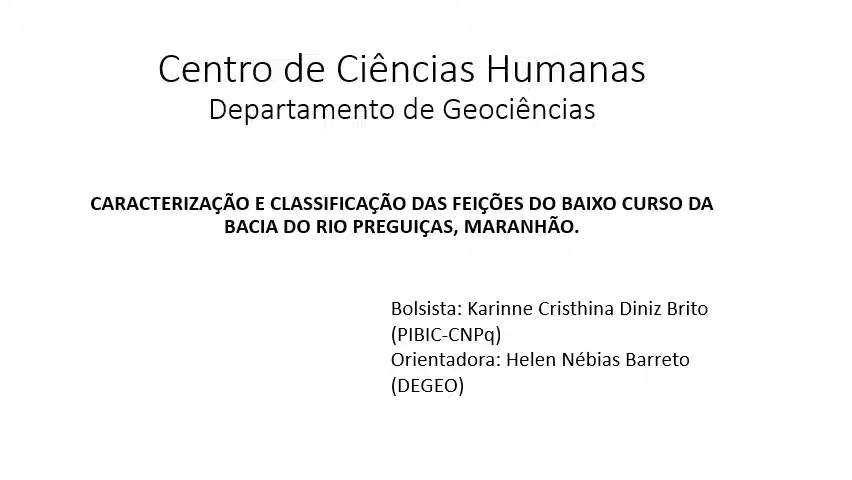 Centro de Ciências Humanas
Departamento de Geociências
CARACTERIZAÇÃO E CLASSIFICAÇÃO DAS FEIÇÕES DO BAIXO CURSO DA
BACIA DO RIO PREGUIÇAS, MARANHÃO.
Bolsista: Karinne Cristhina Diniz Brito
(PIBIC-CNPq)
Orientadora: Helen Nébias Barreto
(DEGEO)